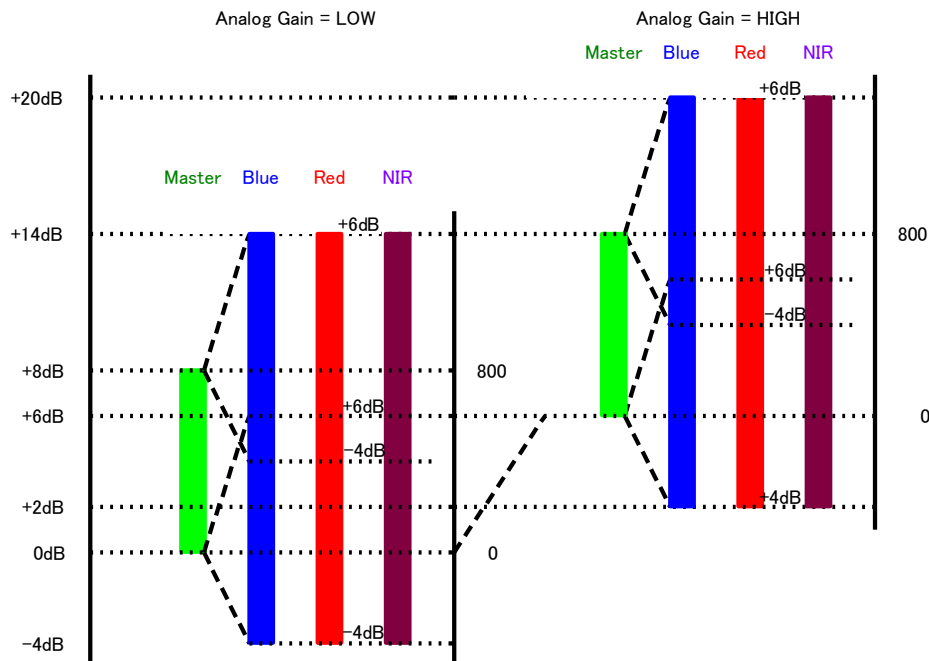 Analog Gain = LOW
Analog Gain = HIGH
Master Blue Red NIR
+20dB
+6dB
Master Blue Red NIR
+14dB
+6dB
800
+6dB
-4dB
+8dB
800
+6dB
+6dB
0
-4dB
+2dB
+4dB
0dB
0
-4dB
-4dB